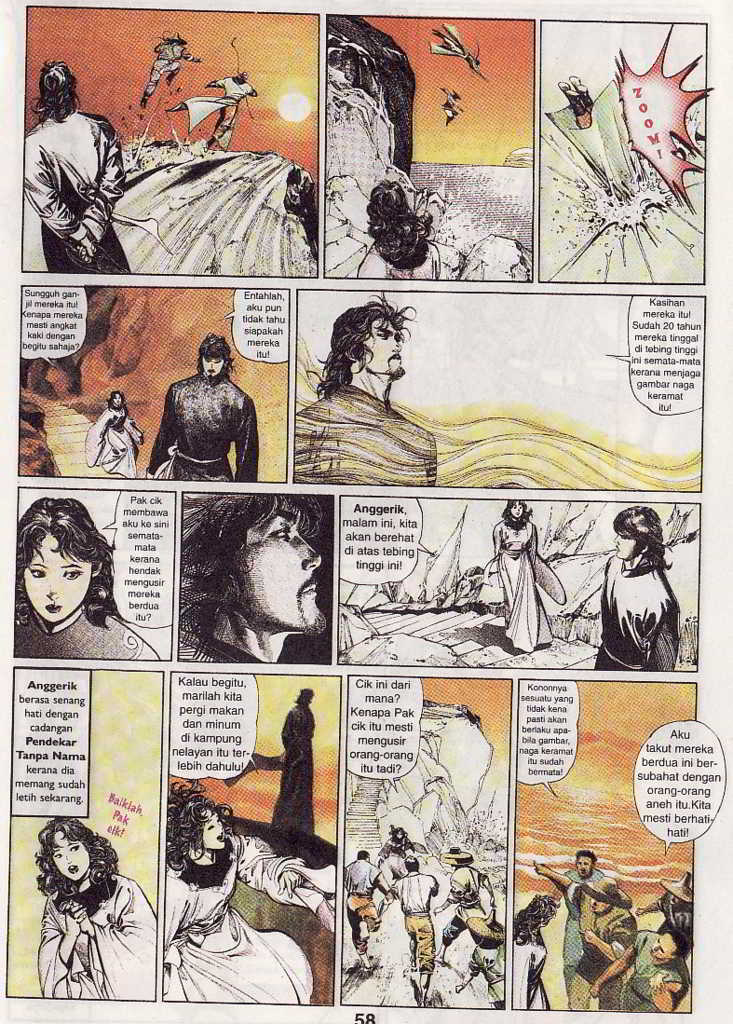 ZOOM!
Sungguh gan-
jil mereka itu!
Kenapa mereka
mesti angkat
kaki dengan
begitu sahaja?
Entahlah,
aku pun
tidak tahu
siapakah
mereka
itu!
Kasihan
mereka itu!
Sudah 20 tahun
mereka tinggal
di tebing tinggi
ini semata-mata
kerana menjaga
gambar naga
keramat
itu!
Pak cik
membawa
aku ke sini
semata-
mata
kerana
hendak
mengusir
mereka
berdua
itu?
Anggerik,
malam ini, kita
akan berehat
di atas tebing
tinggi ini!
Anggerik
berasa senang
hati dengan
cadangan
Pendekar
Tanpa Nama
kerana dia
memang sudah
letih sekarang.
Baiklah,
Pak
cik!
Kalau begitu,
marilah kita
pergi makan
dan minum
di kampung
nelayan itu ter-
lebih dahulu!
Cik ini dari
mana?
Kenapa Pak
cik itu mesti
mengusir
orang-orang
itu tadi?
Kononnya
sesuatu yang
tidak kena
pasti akan
berlaku apa-
bila gambar,
naga keramat
itu sudah
bermata!
Aku
takut mereka
berdua ini ber-
subahat dengan
orang-orang
aneh itu.Kita
mesti berhati-
hati!
58